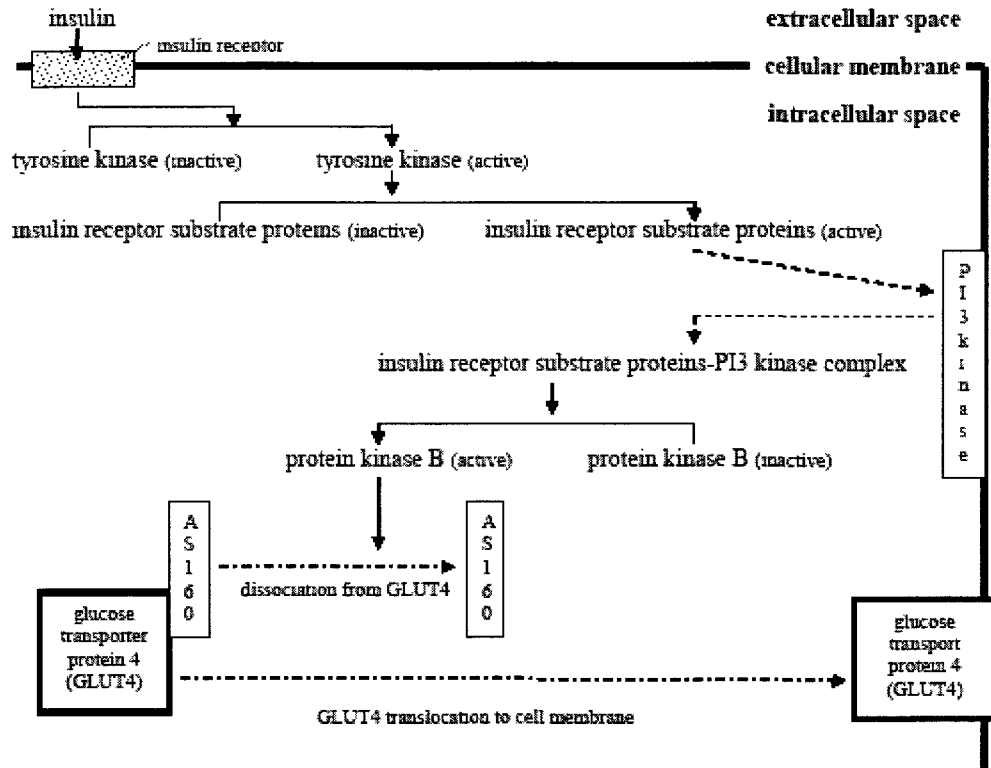 insulin
extracellular space
insulin receptor
cellular membrane
intracellular space
tyrosine kinase (inactive)
tyrosine kinase (active)
insulin receptor substrate proteins (inactive)
insulin receptor substrate proteins (active)
P
I
3
k
i
n
a
s
e
insulin receptor substrate proteins-PI3 kinase complex
protein kinase B (active)
protein kinase B (inactive)
A
S
1
6
0
A
S
1
6
0
dissociation from GLUT4
glucose
transporter
protein 4
(GLUT4)
glucose
transport
protein 4
(GLUT4)
GLUT4 translocation to cell membrane